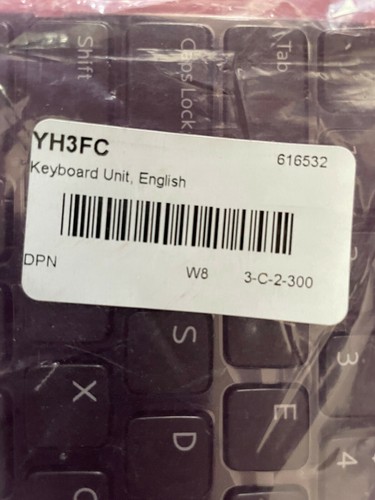 YH3FC
616532
Keyboard Unit, English
DPN
W8
3-C-2-300
Shift
Caps Lock
Tab
S
X
D
E
3
4